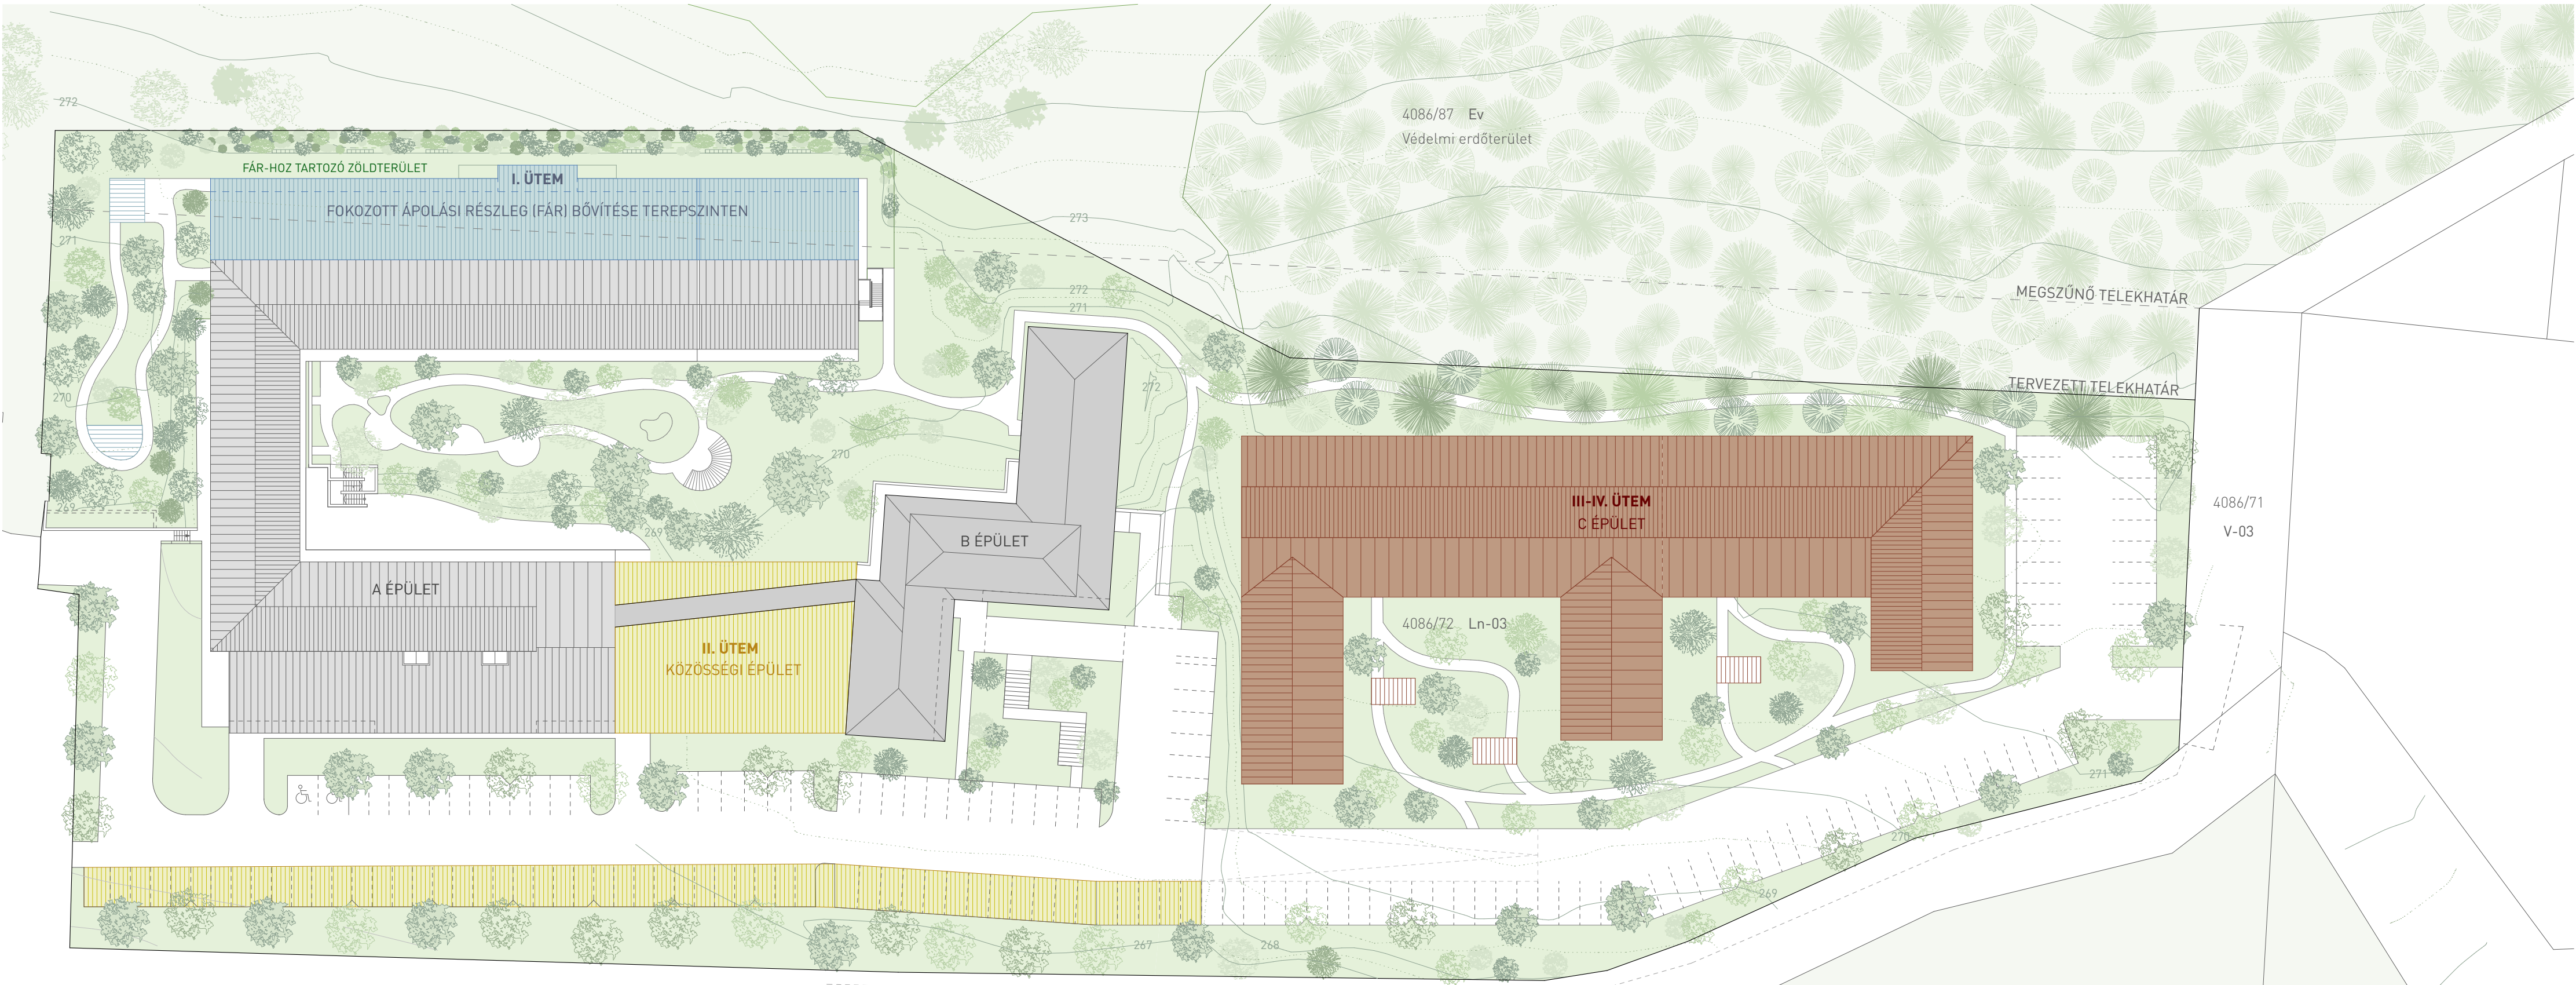 272
4086/87 Ev
Védelmi erdőterület
FÁR-HOZ TARTOZÓ ZÖLDTERÜLET
I. ÜTEM
FOKOZOTT ÁPOLÁSI RÉSZLEG (FÁR) BŐVÍTÉSE TEREPSZINTEN
273
271
272
271
MEGSZŰNŐ TELEKHATÁR
TERVEZETT TELEKHATÁR
272
270
270
272
269
269
III-IV. ÜTEM
C ÉPÜLET
4086/71
V-03
B ÉPÜLET
A ÉPÜLET
4086/72 Ln-03
II. ÜTEM
KÖZÖSSÉGI ÉPÜLET
271
270
269
267
268